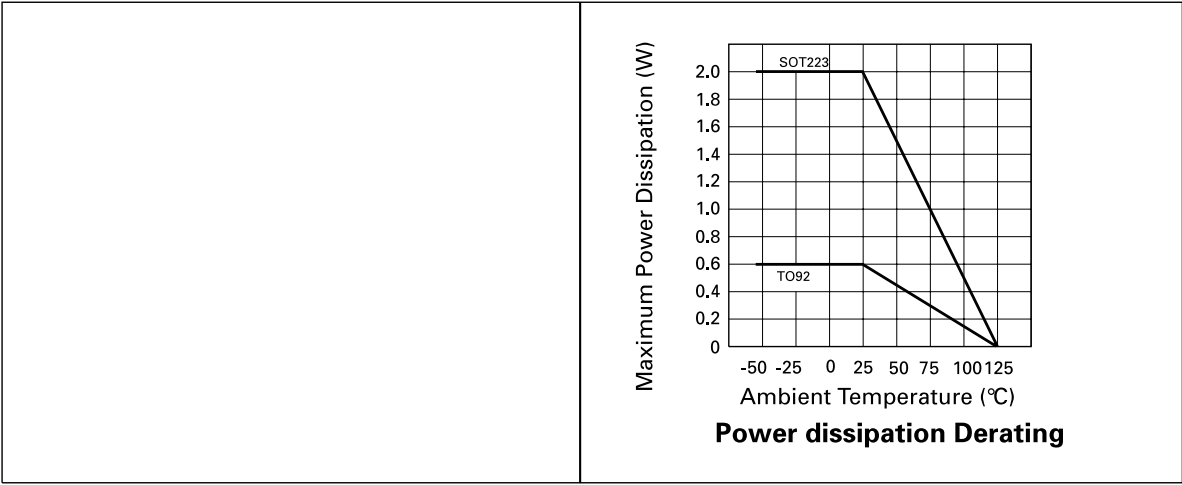 Maximum Power Dissipation (W)
2.0
1.8
1.6
1.4
1.2
1.0
0.8
0.6
0.4
0.2
0
SOT223
TO92
-50 -25 0 25 50 75 100 125
Ambient Temperature (°C)
Power dissipation Derating